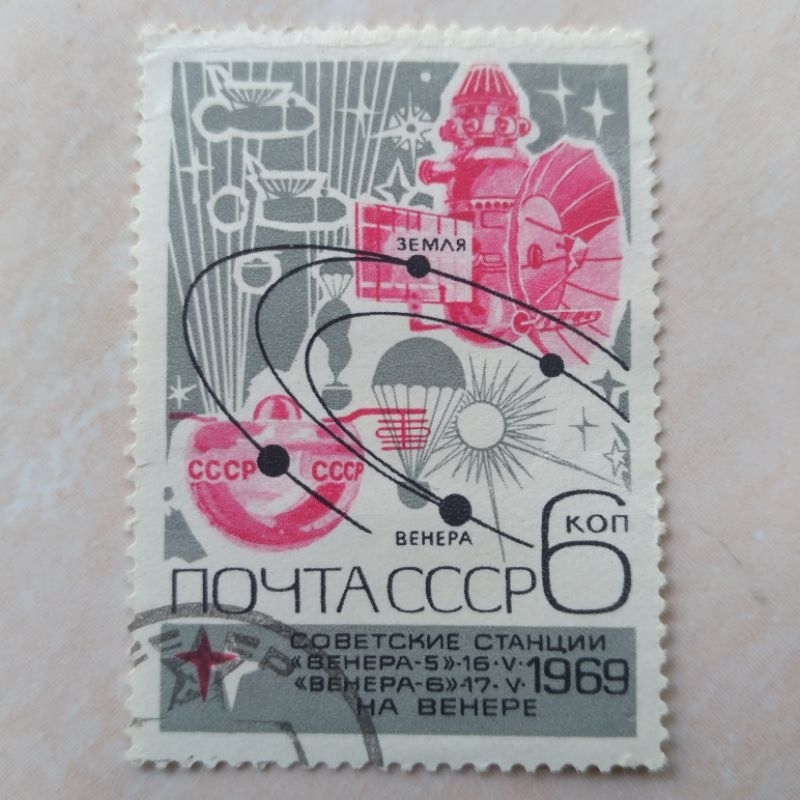 ЗЕМЛЯ
СССР СССР
ВЕНЕРА
6 КОП
ПОЧТА СССР
СОВЕТСКИЕ СТАНЦИИ
«ВЕНЕРА-5»·16·V·
«ВЕНЕРА-6»·17·V·
1969
НА ВЕНЕРЕ